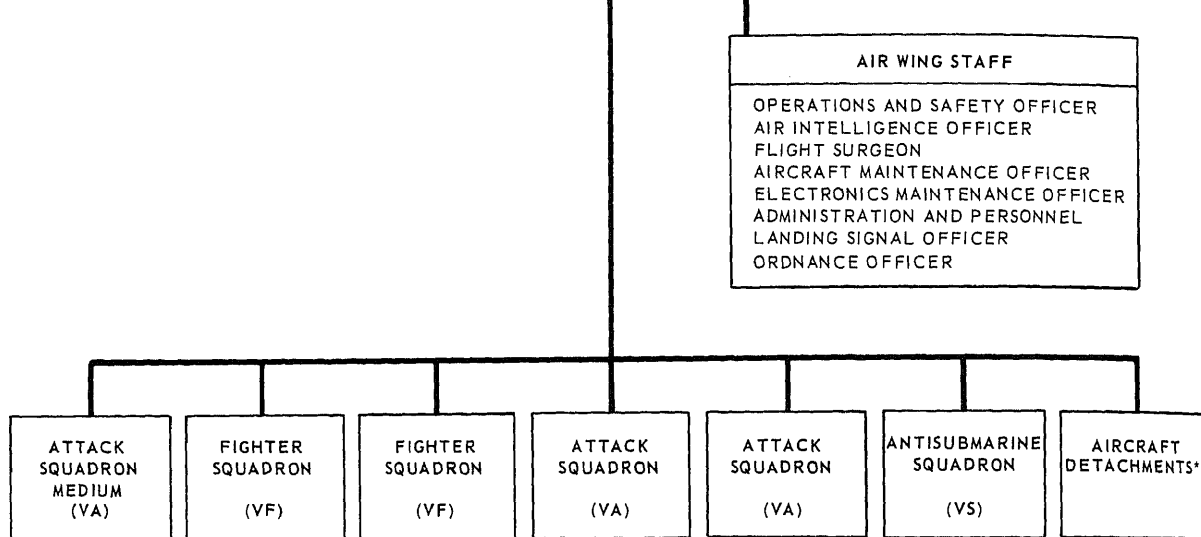 AIR WING STAFF
OPERATIONS AND SAFETY OFFICER
AIR INTELLIGENCE OFFICER
FLIGHT SURGEON
AIRCRAFT MAINTENANCE OFFICER
ELECTRONICS MAINTENANCE OFFICER
ADMINISTRATION AND PERSONNEL
LANDING SIGNAL OFFICER
ORDNANCE OFFICER
ATTACK
SQUADRON
MEDIUM
(VA)
FIGHTER
SQUADRON
(VF)
FIGHTER
SQUADRON
(VF)
ATTACK
SQUADRON
(VA)
ATTACK
SQUADRON
(VA)
ANTISUBMARINE
SQUADRON
(VS)
AIRCRAFT
DETACHMENTS*